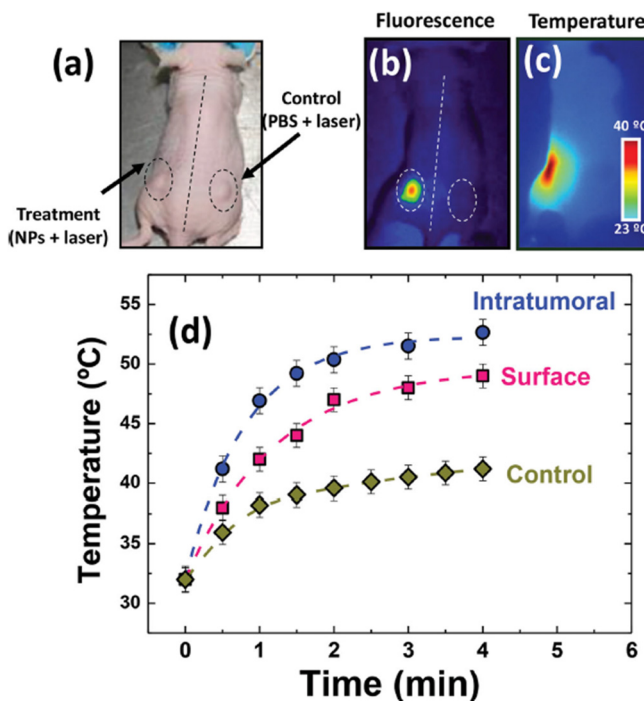 Fluorescence
Temperature
(a)
(b)
(c)
Control
(PBS + laser)
Treatment
(NPs + laser)
40 ºC
23 ºC
(d)
Intratumoral
Surface
Control
Temperature (ºC)
55
50
45
40
35
30
0 1 2 3 4 5 6
Time (min)